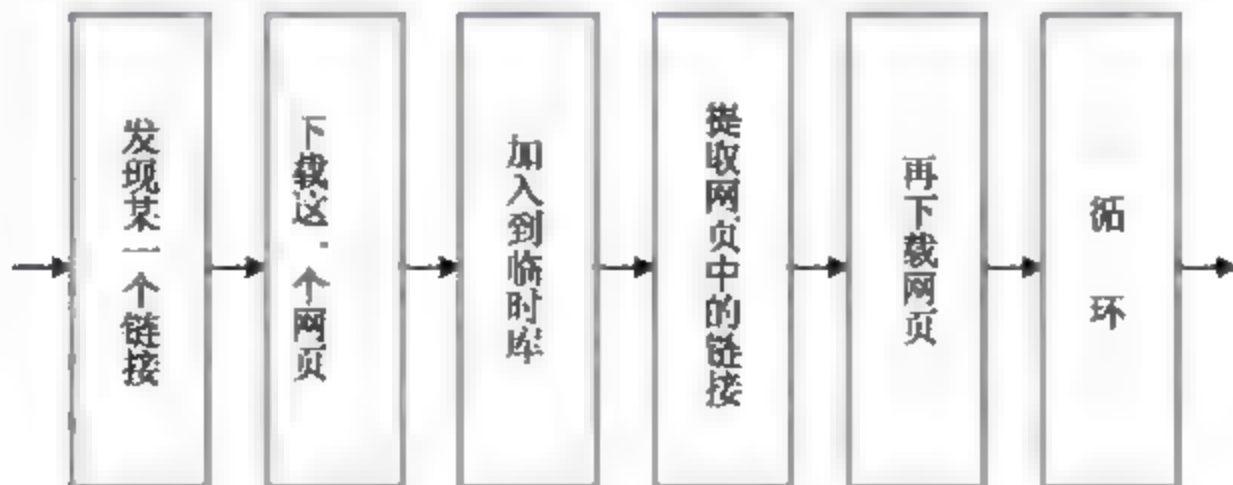 发现某一个链接
下载这一个网页
加入到临时库
提取网页中的链接
再下载网页
循环